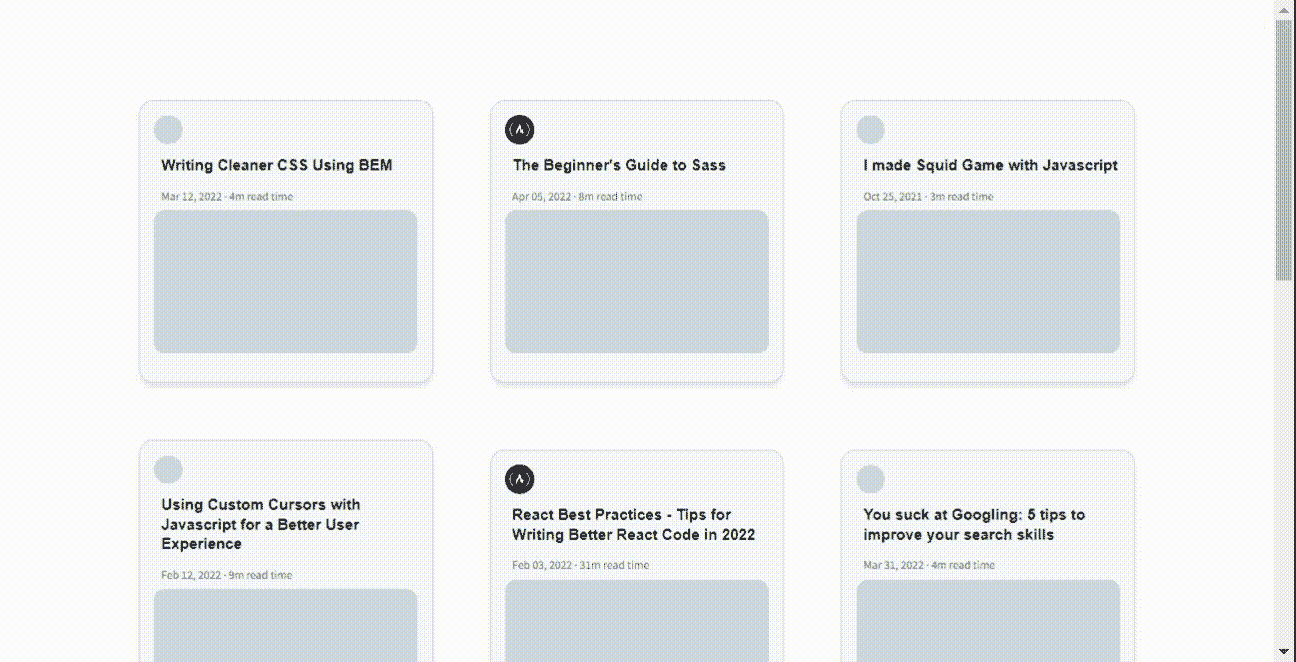 Writing Cleaner CSS Using BEM
Mar 12, 2022 · 4m read time
The Beginner's Guide to Sass
Apr 05, 2022 · 8m read time
I made Squid Game with Javascript
Oct 25, 2021 · 3m read time
Using Custom Cursors with
Javascript for a Better User
Experience
Feb 12, 2022 · 9m read time
React Best Practices - Tips for
Writing Better React Code in 2022
Feb 03, 2022 · 31m read time
You suck at Googling: 5 tips to
improve your search skills
Mar 31, 2022 · 4m read time